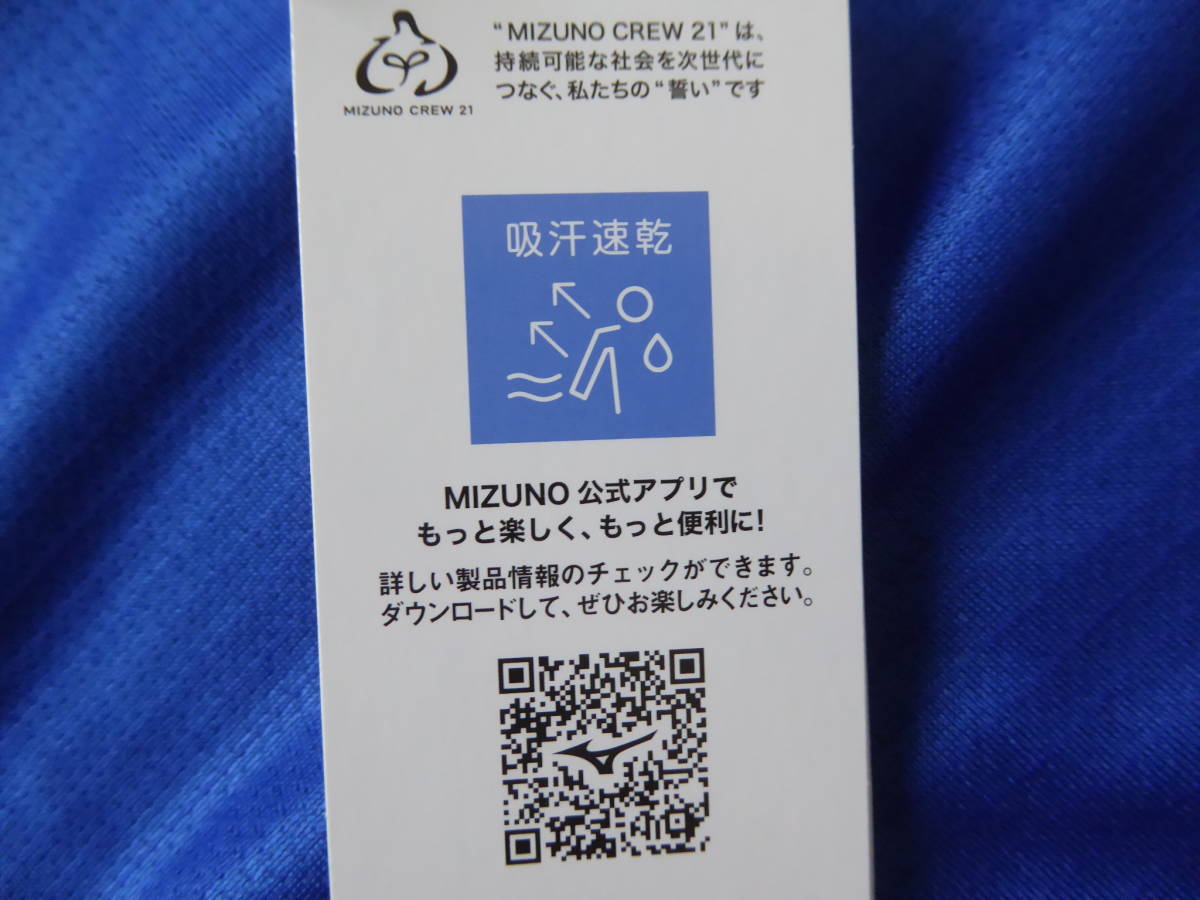 MIZUNO CREW 21
“MIZUNO CREW 21”は、
持続可能な社会を次世代に
つなぐ、私たちの“誓い”です
吸汗速乾
MIZUNO 公式アプリで
もっと楽しく、もっと便利に!
詳しい製品情報のチェックができます。
ダウンロードして、ぜひお楽しみください。